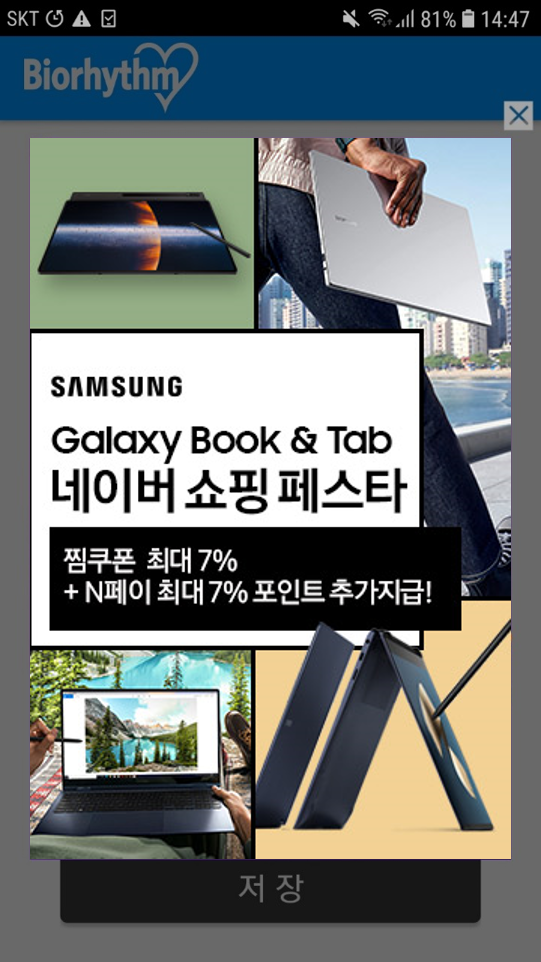 SKT 81% 14:47
Biorhythm
SAMSUNG
Galaxy Book & Tab
네이버 쇼핑 페스타
찜쿠폰 최대 7%
+ N페이 최대 7% 포인트 추가지급!
저 장